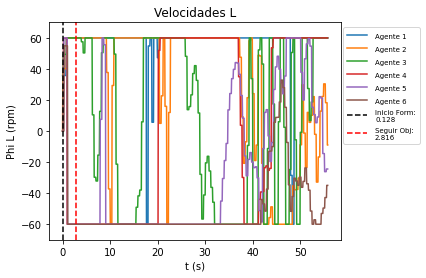 Velocidades L
Phi L (rpm)
60
40
20
0
−20
−40
−60
0
10
20
30
40
50
t (s)
Agente 1
Agente 2
Agente 3
Agente 4
Agente 5
Agente 6
Inicio Form:
0.128
Seguir Obj:
2.816